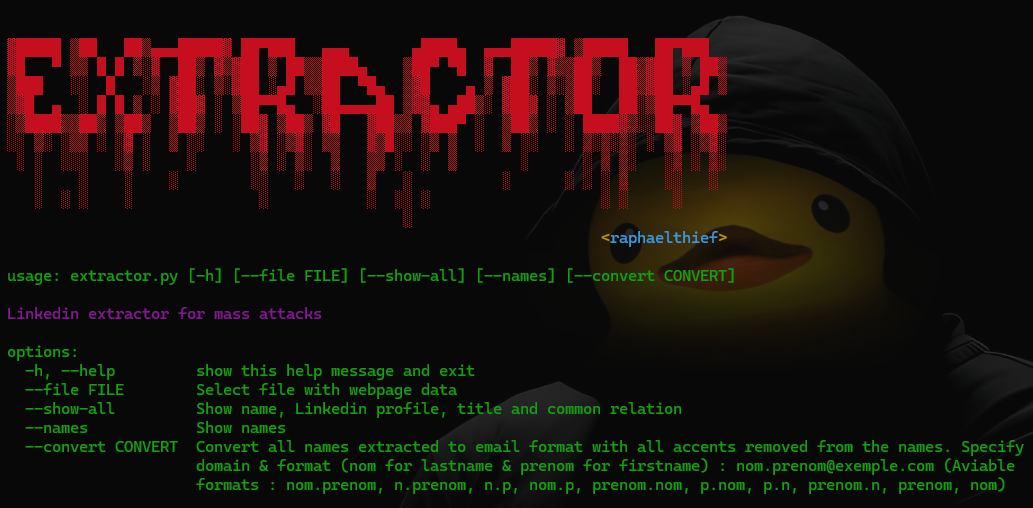 EXTRACTOR
<raphaelthief>
usage: extractor.py [-h] [--file FILE] [--show-all] [--names] [--convert CONVERT]
Linkedin extractor for mass attacks
options:
-h, --help show this help message and exit
--file FILE Select file with webpage data
--show-all Show name, Linkedin profile, title and common relation
--names Show names
--convert CONVERT Convert all names extracted to email format with all accents removed from the names. Specify
domain & format (nom for lastname & prenom for firstname) : nom.prenom@exemple.com (Aviable
formats : nom.prenom, n.prenom, n.p, nom.p, prenom.nom, p.nom, p.n, prenom.n, prenom, nom)